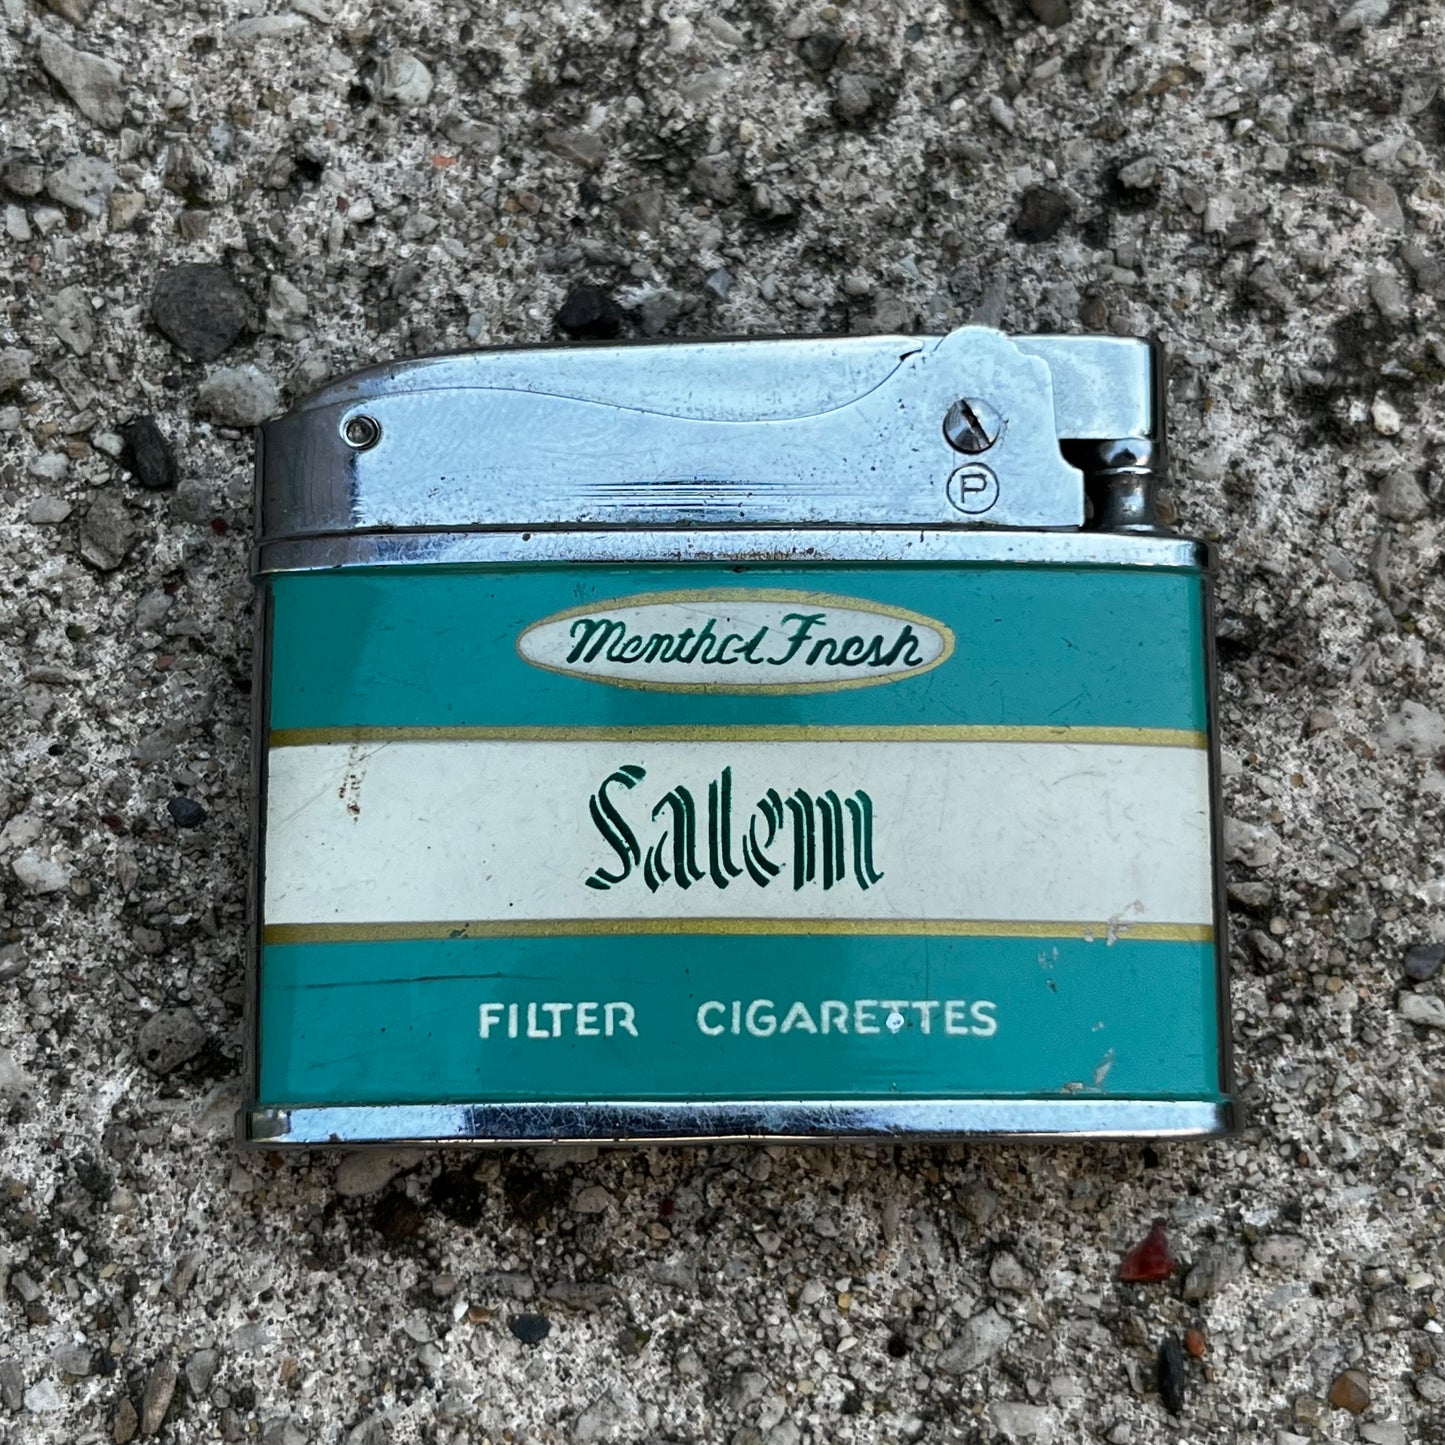 P
Menthol Fresh
Salem
FILTER CIGARETTES